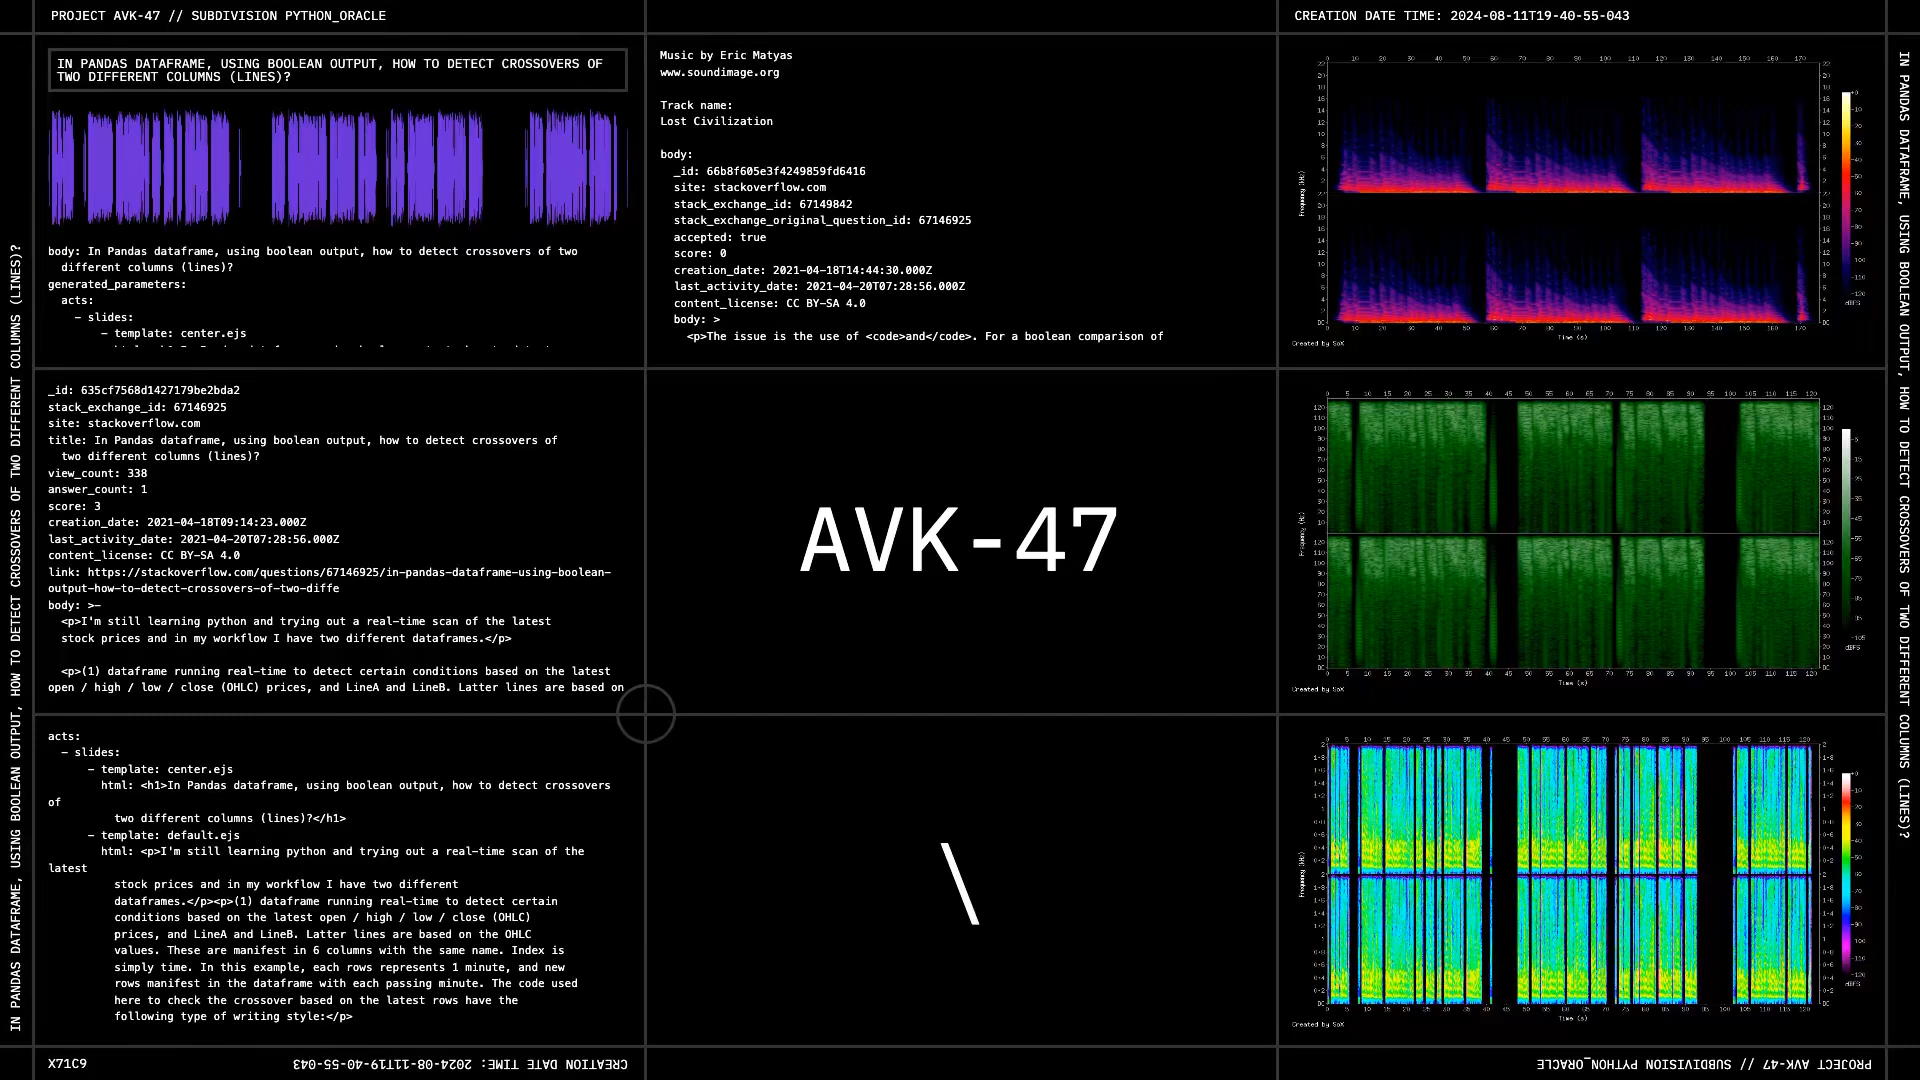 PROJECT AVK-47 // SUBDIVISION PYTHON_ORACLE
CREATION DATE TIME: 2024-08-11T19-40-55-043
IN PANDAS DATAFRAME, USING BOOLEAN OUTPUT, HOW TO DETECT CROSSOVERS OF
TWO DIFFERENT COLUMNS (LINES)?
body: In Pandas dataframe, using boolean output, how to detect crossovers of two
different columns (lines)?
generated_parameters:
acts:
– slides:
– template: center.ejs
Music by Eric Matyas
www.soundimage.org
Track name:
Lost Civilization
body:
_id: 66b8f605e3f4249859fd6416
site: stackoverflow.com
stack_exchange_id: 67149842
stack_exchange_original_question_id: 67146925
accepted: true
score: 0
creation_date: 2021-04-18T14:44:30.000Z
last_activity_date: 2021-04-20T07:28:56.000Z
content_license: CC BY-SA 4.0
body: >
<p>The issue is the use of <code>and</code>. For a boolean comparison of
Frequency (kHz)
Time (s)
dBFS
Created by SoX
_id: 635cf7568d1427179be2bda2
stack_exchange_id: 67146925
site: stackoverflow.com
title: In Pandas dataframe, using boolean output, how to detect crossovers of
two different columns (lines)?
view_count: 338
answer_count: 1
score: 3
creation_date: 2021-04-18T09:14:23.000Z
last_activity_date: 2021-04-20T07:28:56.000Z
content_license: CC BY-SA 4.0
link: https://stackoverflow.com/questions/67146925/in-pandas-dataframe-using-boolean-
output-how-to-detect-crossovers-of-two-diffe
body: >–
<p>I'm still learning python and trying out a real-time scan of the latest
stock prices and in my workflow I have two different dataframes.</p>
<p>(1) dataframe running real-time to detect certain conditions based on the latest
open / high / low / close (OHLC) prices, and LineA and LineB. Latter lines are based on
AVK-47
Frequency (Hz)
Time (s)
dBFS
Created by SoX
acts:
– slides:
– template: center.ejs
html: <h1>In Pandas dataframe, using boolean output, how to detect crossovers
of
two different columns (lines)?</h1>
– template: default.ejs
html: <p>I'm still learning python and trying out a real-time scan of the
latest
stock prices and in my workflow I have two different
dataframes.</p><p>(1) dataframe running real-time to detect certain
conditions based on the latest open / high / low / close (OHLC)
prices, and LineA and LineB. Latter lines are based on the OHLC
values. These are manifest in 6 columns with the same name. Index is
simply time. In this example, each rows represents 1 minute, and new
rows manifest in the dataframe with each passing minute. The code used
here to check the crossover based on the latest rows have the
following type of writing style:</p>
\
Frequency (kHz)
Time (s)
dBFS
Created by SoX
IN PANDAS DATAFRAME, USING BOOLEAN OUTPUT, HOW TO DETECT CROSSOVERS OF TWO DIFFERENT COLUMNS (LINES)?
IN PANDAS DATAFRAME, USING BOOLEAN OUTPUT, HOW TO DETECT CROSSOVERS OF TWO DIFFERENT COLUMNS (LINES)?
X71C9
CREATION DATE TIME: 2024-08-11T19-40-55-043
PROJECT AVK-47 // SUBDIVISION PYTHON_ORACLE